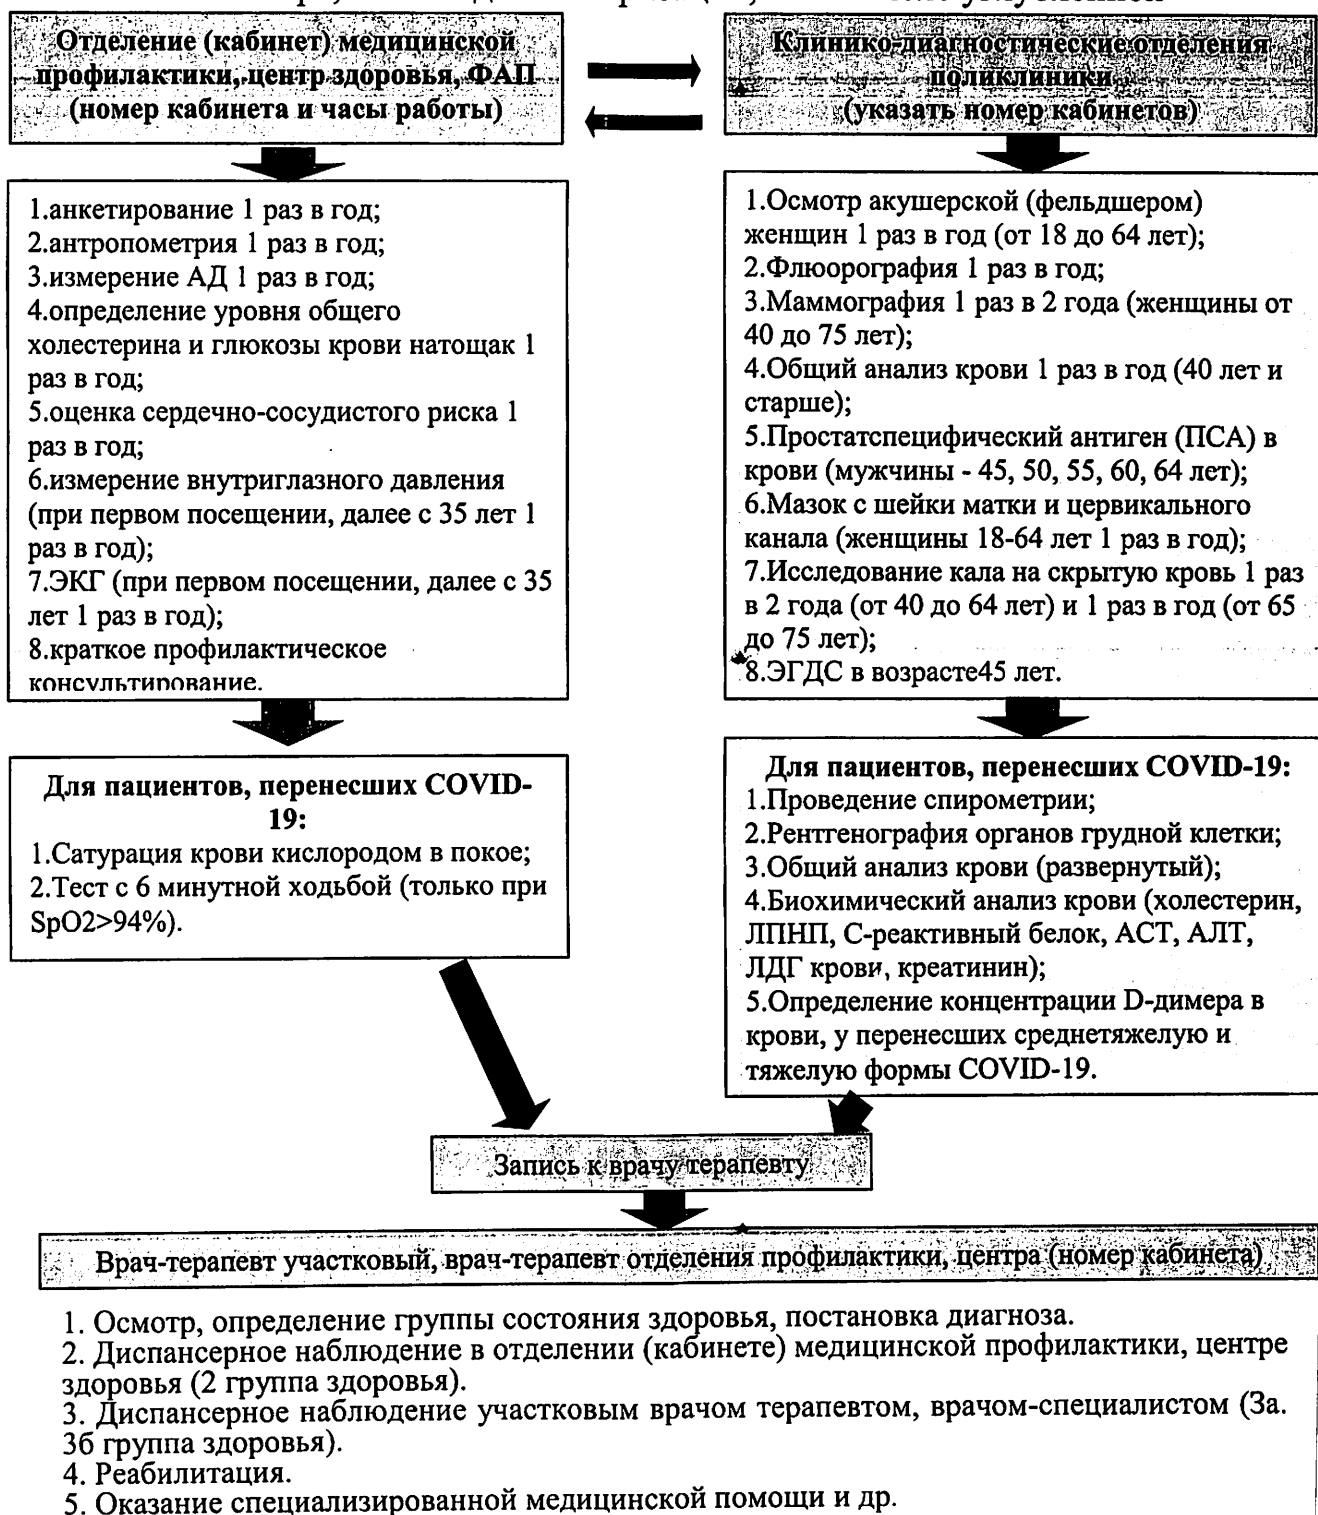 Отделение (кабинет) медицинской
профилактики, центр здоровья, ФАП
(номер кабинета и часы работы)
Клинико-диагностические отделения
поликлиники
(указать номер кабинетов)
1.анкетирование 1 раз в год;
2.антропометрия 1 раз в год;
3.измерение АД 1 раз в год;
4.определение уровня общего
холестерина и глюкозы крови натощак 1
раз в год;
5.оценка сердечно-сосудистого риска 1
раз в год;
6.измерение внутриглазного давления
(при первом посещении, далее с 35 лет 1
раз в год);
7.ЭКГ (при первом посещении, далее с 35
лет 1 раз в год);
8.краткое профилактическое
консультирование.
1.Осмотр акушерской (фельдшером)
женщин 1 раз в год (от 18 до 64 лет);
2.Флюорография 1 раз в год;
3.Маммография 1 раз в 2 года (женщины от
40 до 75 лет);
4.Общий анализ крови 1 раз в год (40 лет и
старше);
5.Простатспецифический антиген (ПСА) в
крови (мужчины - 45, 50, 55, 60, 64 лет);
6.Мазок с шейки матки и цервикального
канала (женщины 18-64 лет 1 раз в год);
7.Исследование кала на скрытую кровь 1 раз
в 2 года (от 40 до 64 лет) и 1 раз в год (от 65
до 75 лет);
8.ЭГДС в возрасте45 лет.
Для пациентов, перенесших COVID-
19:
1.Сатурация крови кислородом в покое;
2.Тест с 6 минутной ходьбой (только при
SpO2>94%).
Для пациентов, перенесших COVID-19:
1.Проведение спирометрии;
2.Рентгенография органов грудной клетки;
3.Общий анализ крови (развернутый);
4.Биохимический анализ крови (холестерин,
ЛПНП, С-реактивный белок, АСТ, АЛТ,
ЛДГ крови, креатинин);
5.Определение концентрации D-димера в
крови, у перенесших среднетяжелую и
тяжелую формы COVID-19.
Запись к врачу терапевту
Врач-терапевт участковый, врач-терапевт отделения профилактики, центра (номер кабинета)
1. Осмотр, определение группы состояния здоровья, постановка диагноза.
2. Диспансерное наблюдение в отделении (кабинете) медицинской профилактики, центре
здоровья (2 группа здоровья).
3. Диспансерное наблюдение участковым врачом терапевтом, врачом-специалистом (3а.
3б группа здоровья).
4. Реабилитация.
5. Оказание специализированной медицинской помощи и др.